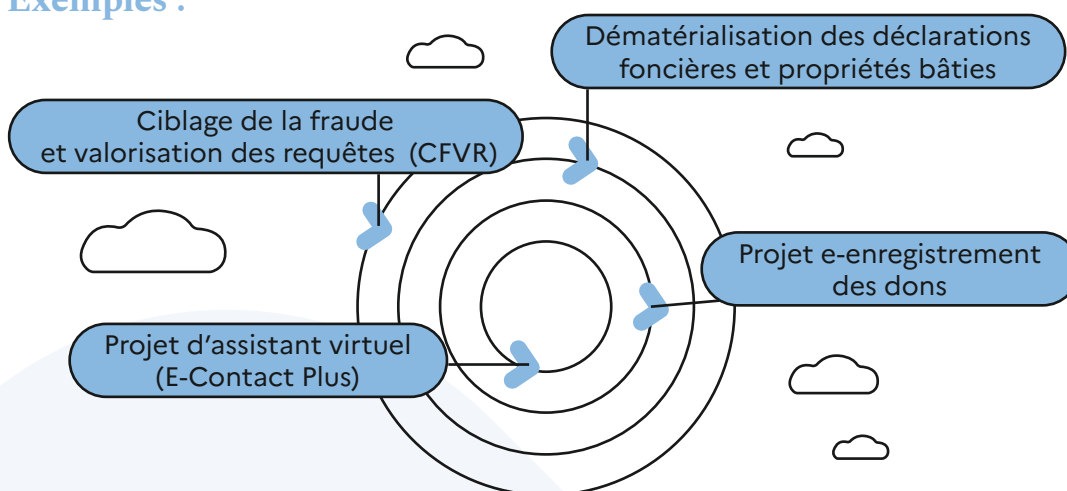 Exemples :
Dématérialisation des déclarations
foncières et propriétés bâties
Ciblage de la fraude
et valorisation des requêtes (CFVR)
Projet e-enregistrement
des dons
Projet d’assistant virtuel
(E-Contact Plus)